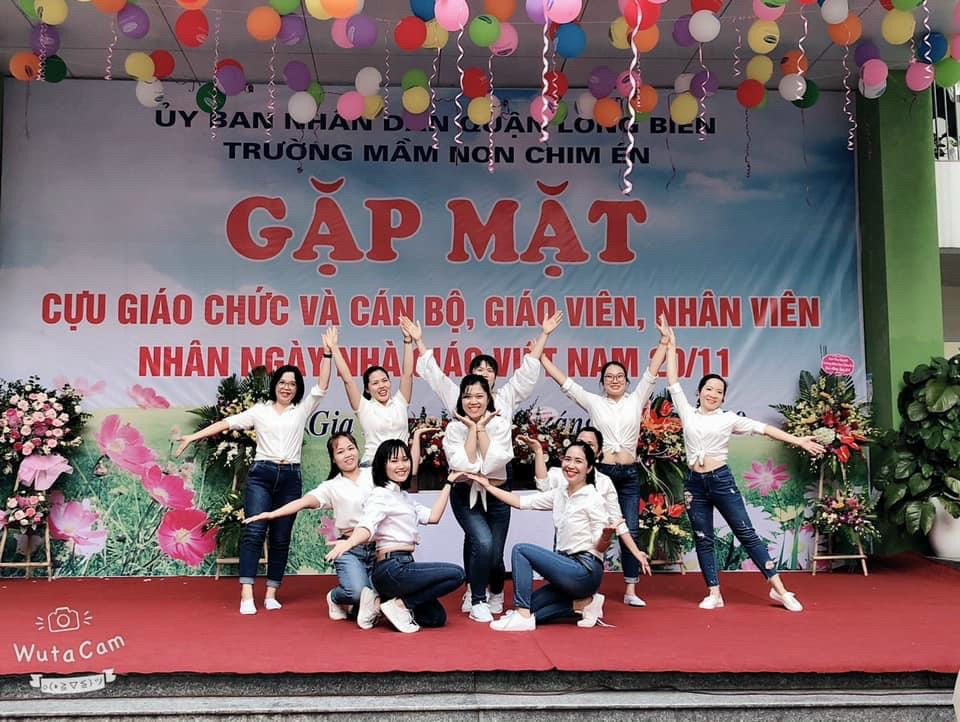 ỦY BAN NHÂN DÂN QUẬN LONG BIÊN
TRƯỜNG MẦM NON CHIM ÉN
GẶP MẶT
CỰU GIÁO CHỨC VÀ CÁN BỘ, GIÁO VIÊN, NHÂN VIÊN
NHÂN NGÀY NHÀ GIÁO VIỆT NAM 20/11
Gia
WutaCam